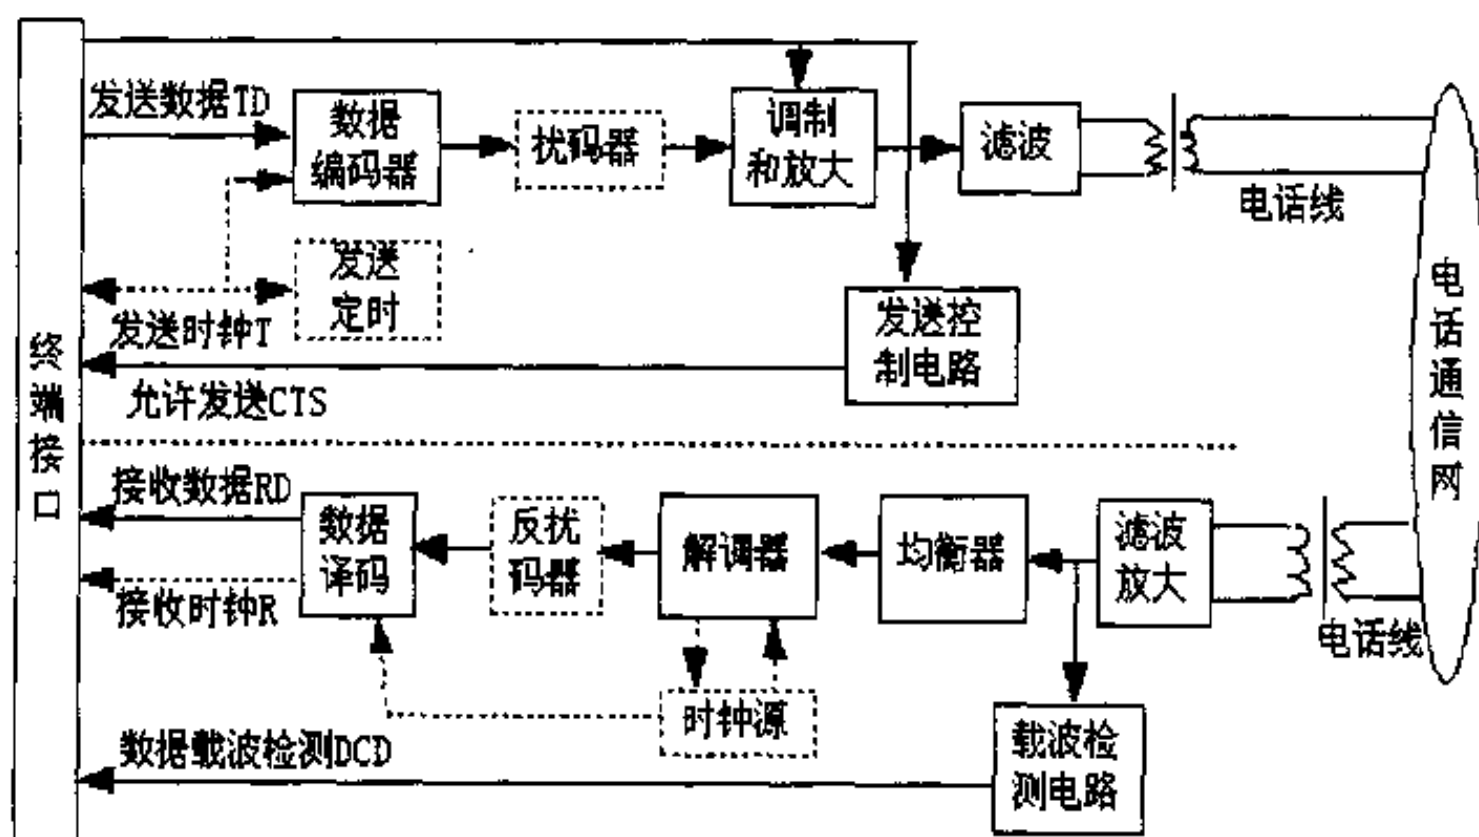 发送数据TD
数据
编码器
扰码器
调制
和放大
滤波
电话线
发送
定时
发送时钟T
发送控
制电路
允许发送CTS
终端接口
电话通信网
接收数据RD
数据
译码
反扰
码器
解调器
均衡器
滤波
放大
接收时钟R
电话线
时钟源
数据载波检测DCD
载波检
测电路